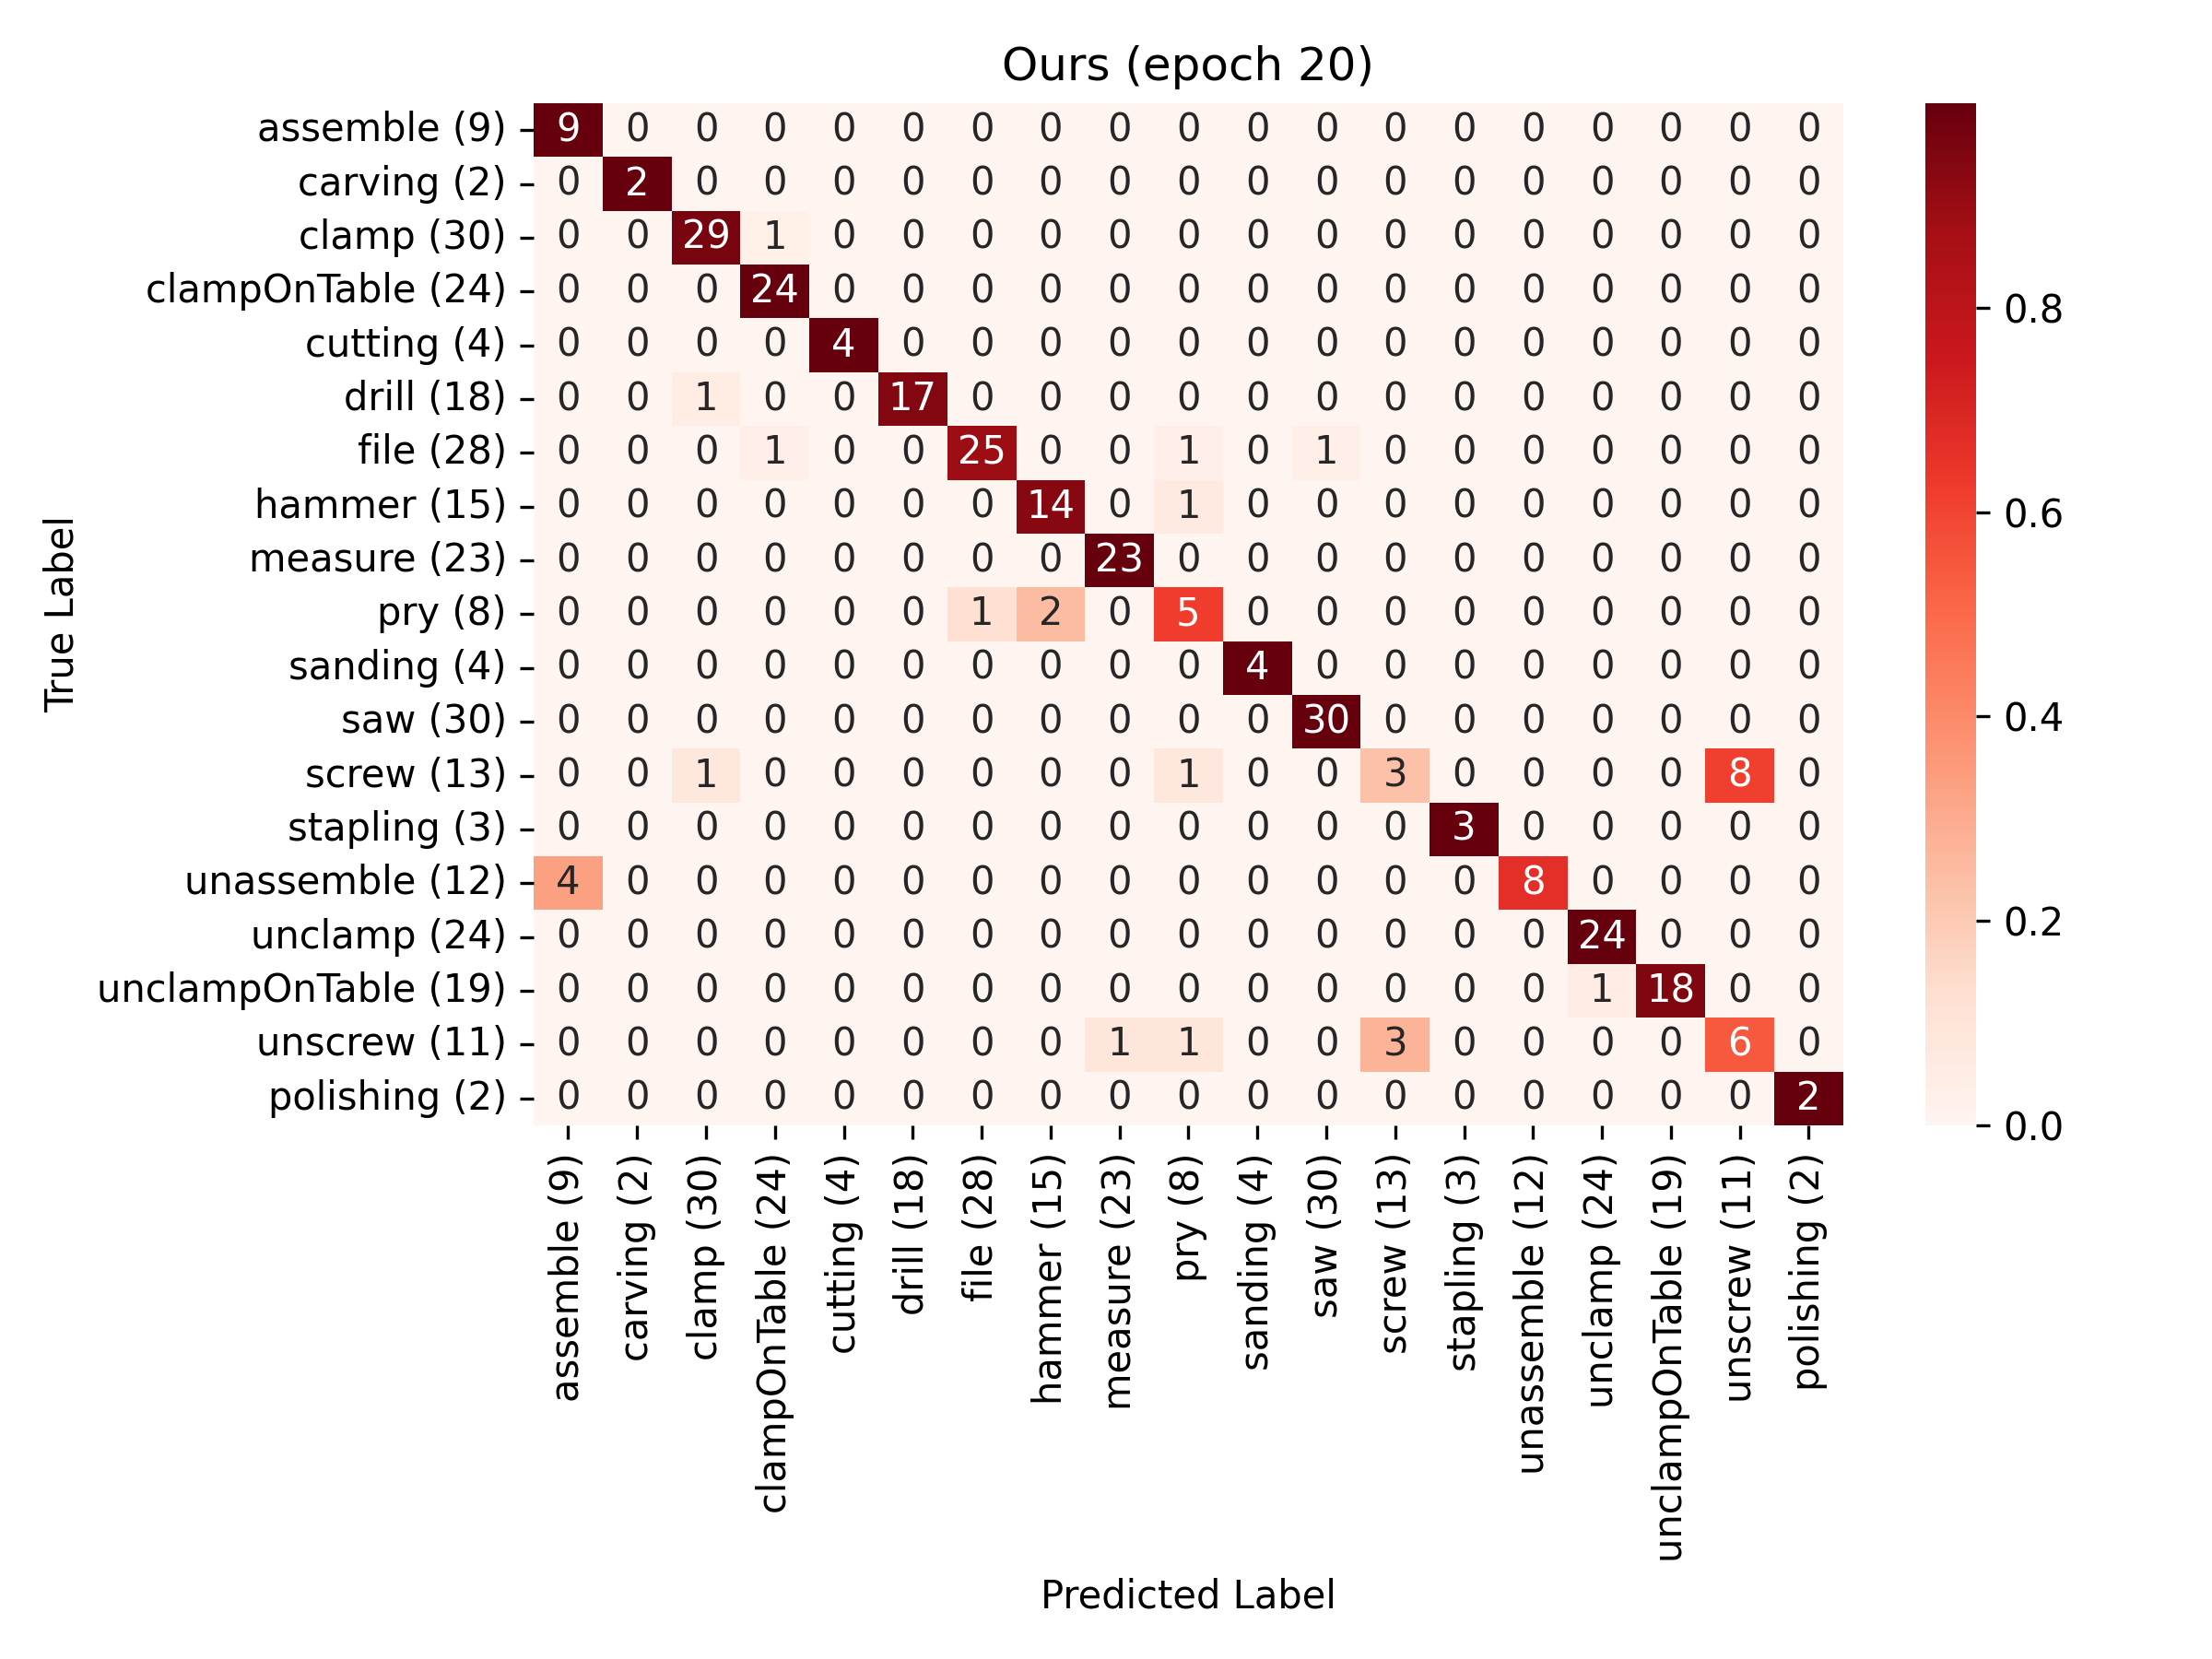 Ours (epoch 20)
assemble (9) 9 0 0 0 0 0 0 0 0 0 0 0 0 0 0 0 0 0 0
carving (2) 0 2 0 0 0 0 0 0 0 0 0 0 0 0 0 0 0 0 0
clamp (30) 0 0 29 1 0 0 0 0 0 0 0 0 0 0 0 0 0 0 0
clampOnTable (24) 0 0 0 24 0 0 0 0 0 0 0 0 0 0 0 0 0 0 0
cutting (4) 0 0 0 0 4 0 0 0 0 0 0 0 0 0 0 0 0 0 0
drill (18) 0 0 1 0 0 17 0 0 0 0 0 0 0 0 0 0 0 0 0
file (28) 0 0 0 1 0 0 25 0 0 1 0 1 0 0 0 0 0 0 0
hammer (15) 0 0 0 0 0 0 0 14 0 1 0 0 0 0 0 0 0 0 0
measure (23) 0 0 0 0 0 0 0 0 23 0 0 0 0 0 0 0 0 0 0
pry (8) 0 0 0 0 0 0 1 2 0 5 0 0 0 0 0 0 0 0 0
sanding (4) 0 0 0 0 0 0 0 0 0 0 4 0 0 0 0 0 0 0 0
saw (30) 0 0 0 0 0 0 0 0 0 0 0 30 0 0 0 0 0 0 0
screw (13) 0 0 1 0 0 0 0 0 0 1 0 0 3 0 0 0 0 8 0
stapling (3) 0 0 0 0 0 0 0 0 0 0 0 0 0 3 0 0 0 0 0
unassemble (12) 4 0 0 0 0 0 0 0 0 0 0 0 0 0 8 0 0 0 0
unclamp (24) 0 0 0 0 0 0 0 0 0 0 0 0 0 0 0 24 0 0 0
unclampOnTable (19) 0 0 0 0 0 0 0 0 0 0 0 0 0 0 0 1 18 0 0
unscrew (11) 0 0 0 0 0 0 0 0 1 1 0 0 3 0 0 0 0 6 0
polishing (2) 0 0 0 0 0 0 0 0 0 0 0 0 0 0 0 0 0 0 2
True Label
assemble (9)
carving (2)
clamp (30)
clampOnTable (24)
cutting (4)
drill (18)
file (28)
hammer (15)
measure (23)
pry (8)
sanding (4)
saw (30)
screw (13)
stapling (3)
unassemble (12)
unclamp (24)
unclampOnTable (19)
unscrew (11)
polishing (2)
Predicted Label
0.8
0.6
0.4
0.2
0.0